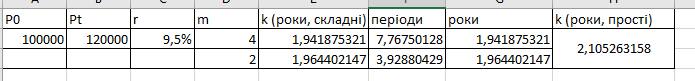 P0 Pt r m k (роки, складні) періоди роки k (роки, прості)
100000 120000 9,5% 4 1,941875321 7,76750128 1,941875321 2,105263158
2 1,964402147 3,92880429 1,964402147